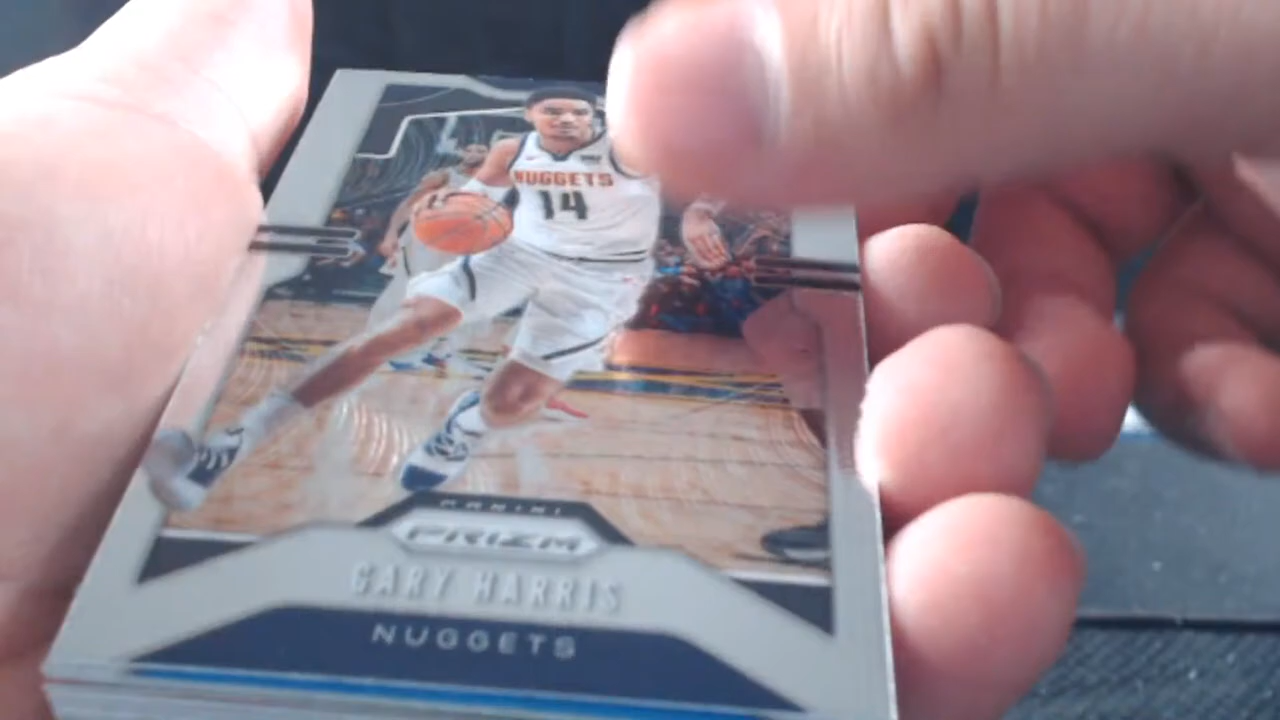 NUGGETS
14
PANINI
PRIZM
GARY HARRIS
NUGGETS